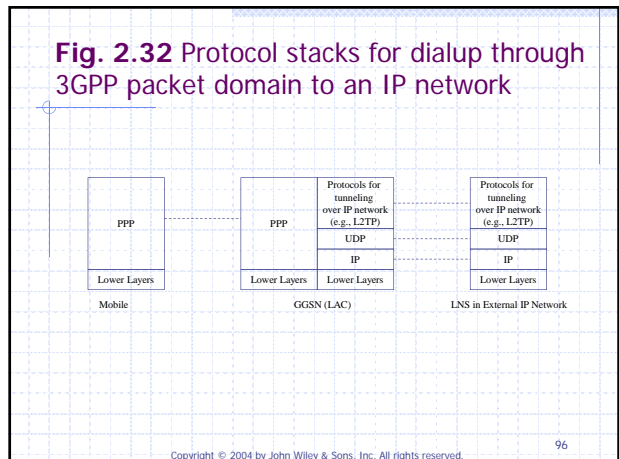 Fig. 2.32 Protocol stacks for dialup through
3GPP packet domain to an IP network
PPP
Lower Layers
Mobile
PPP
Lower Layers
Protocols for
tunneling
over IP network
(e.g., L2TP)
UDP
IP
Lower Layers
GGSN (LAC)
Protocols for
tunneling
over IP network
(e.g., L2TP)
UDP
IP
Lower Layers
LNS in External IP Network
96
Copyright © 2004 by John Wiley & Sons, Inc. All rights reserved.